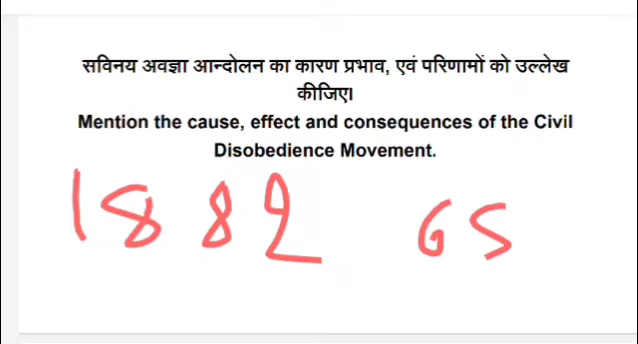 सविनय अवज्ञा आन्दोलन का कारण प्रभाव, एवं परिणामों को उल्लेख
कीजिए।
Mention the cause, effect and consequences of the Civil
Disobedience Movement.
1882 GS